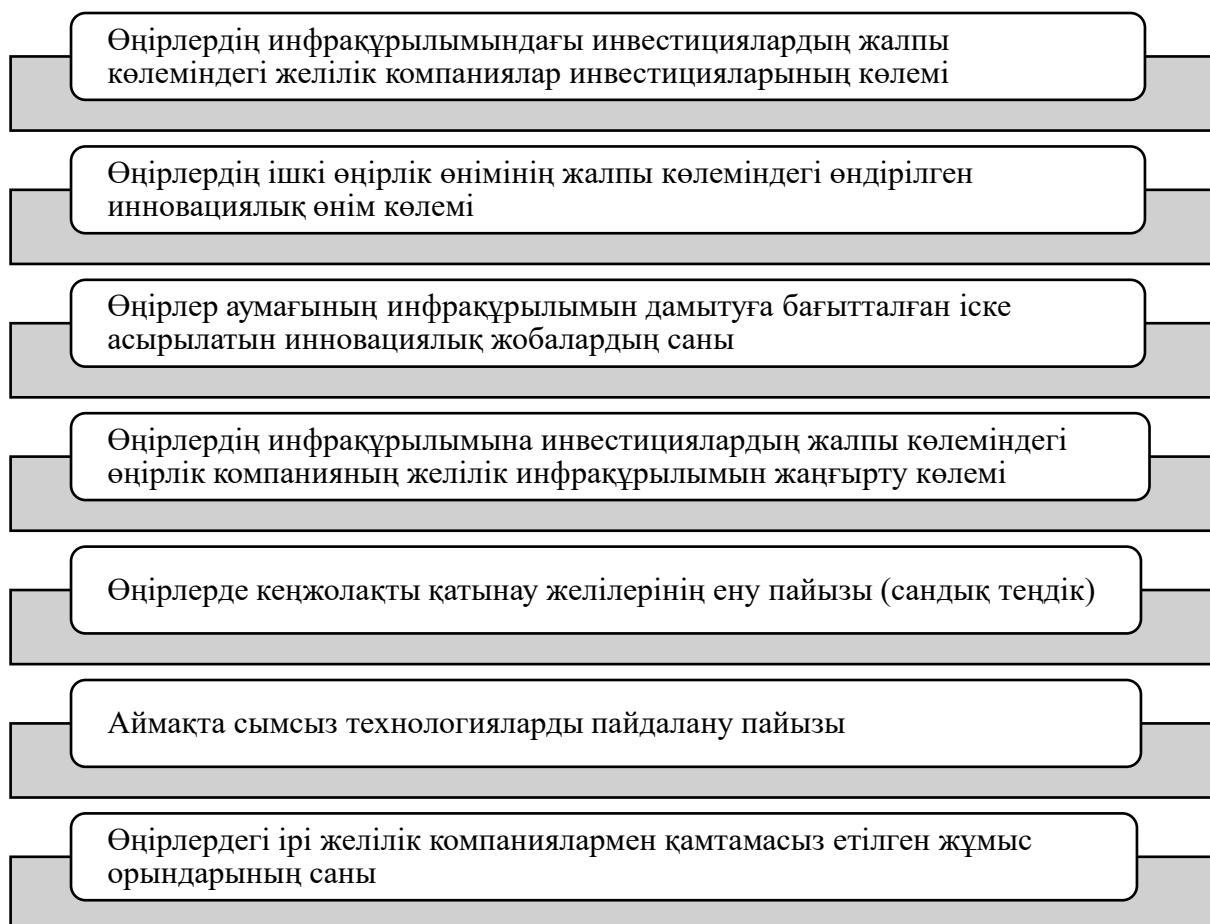 Өңірлердің инфрақұрылымындағы инвестициялардың жалпы
көлеміндегі желілік компаниялар инвестицияларының көлемі
Өңірлердің ішкі өңірлік өнімінің жалпы көлеміндегі өндірілген
инновациялық өнім көлемі
Өңірлер аумағының инфрақұрылымын дамытуға бағытталған іске
асырылатын инновациялық жобалардың саны
Өңірлердің инфрақұрылымына инвестициялардың жалпы көлеміндегі
өңірлік компанияның желілік инфрақұрылымын жаңғырту көлемі
Өңірлерде кеңжолақты қатынау желілерінің ену пайызы (сандық теңдік)
Аймақта сымсыз технологияларды пайдалану пайызы
Өңірлердегі ірі желілік компаниялармен қамтамасыз етілген жұмыс
орындарының саны